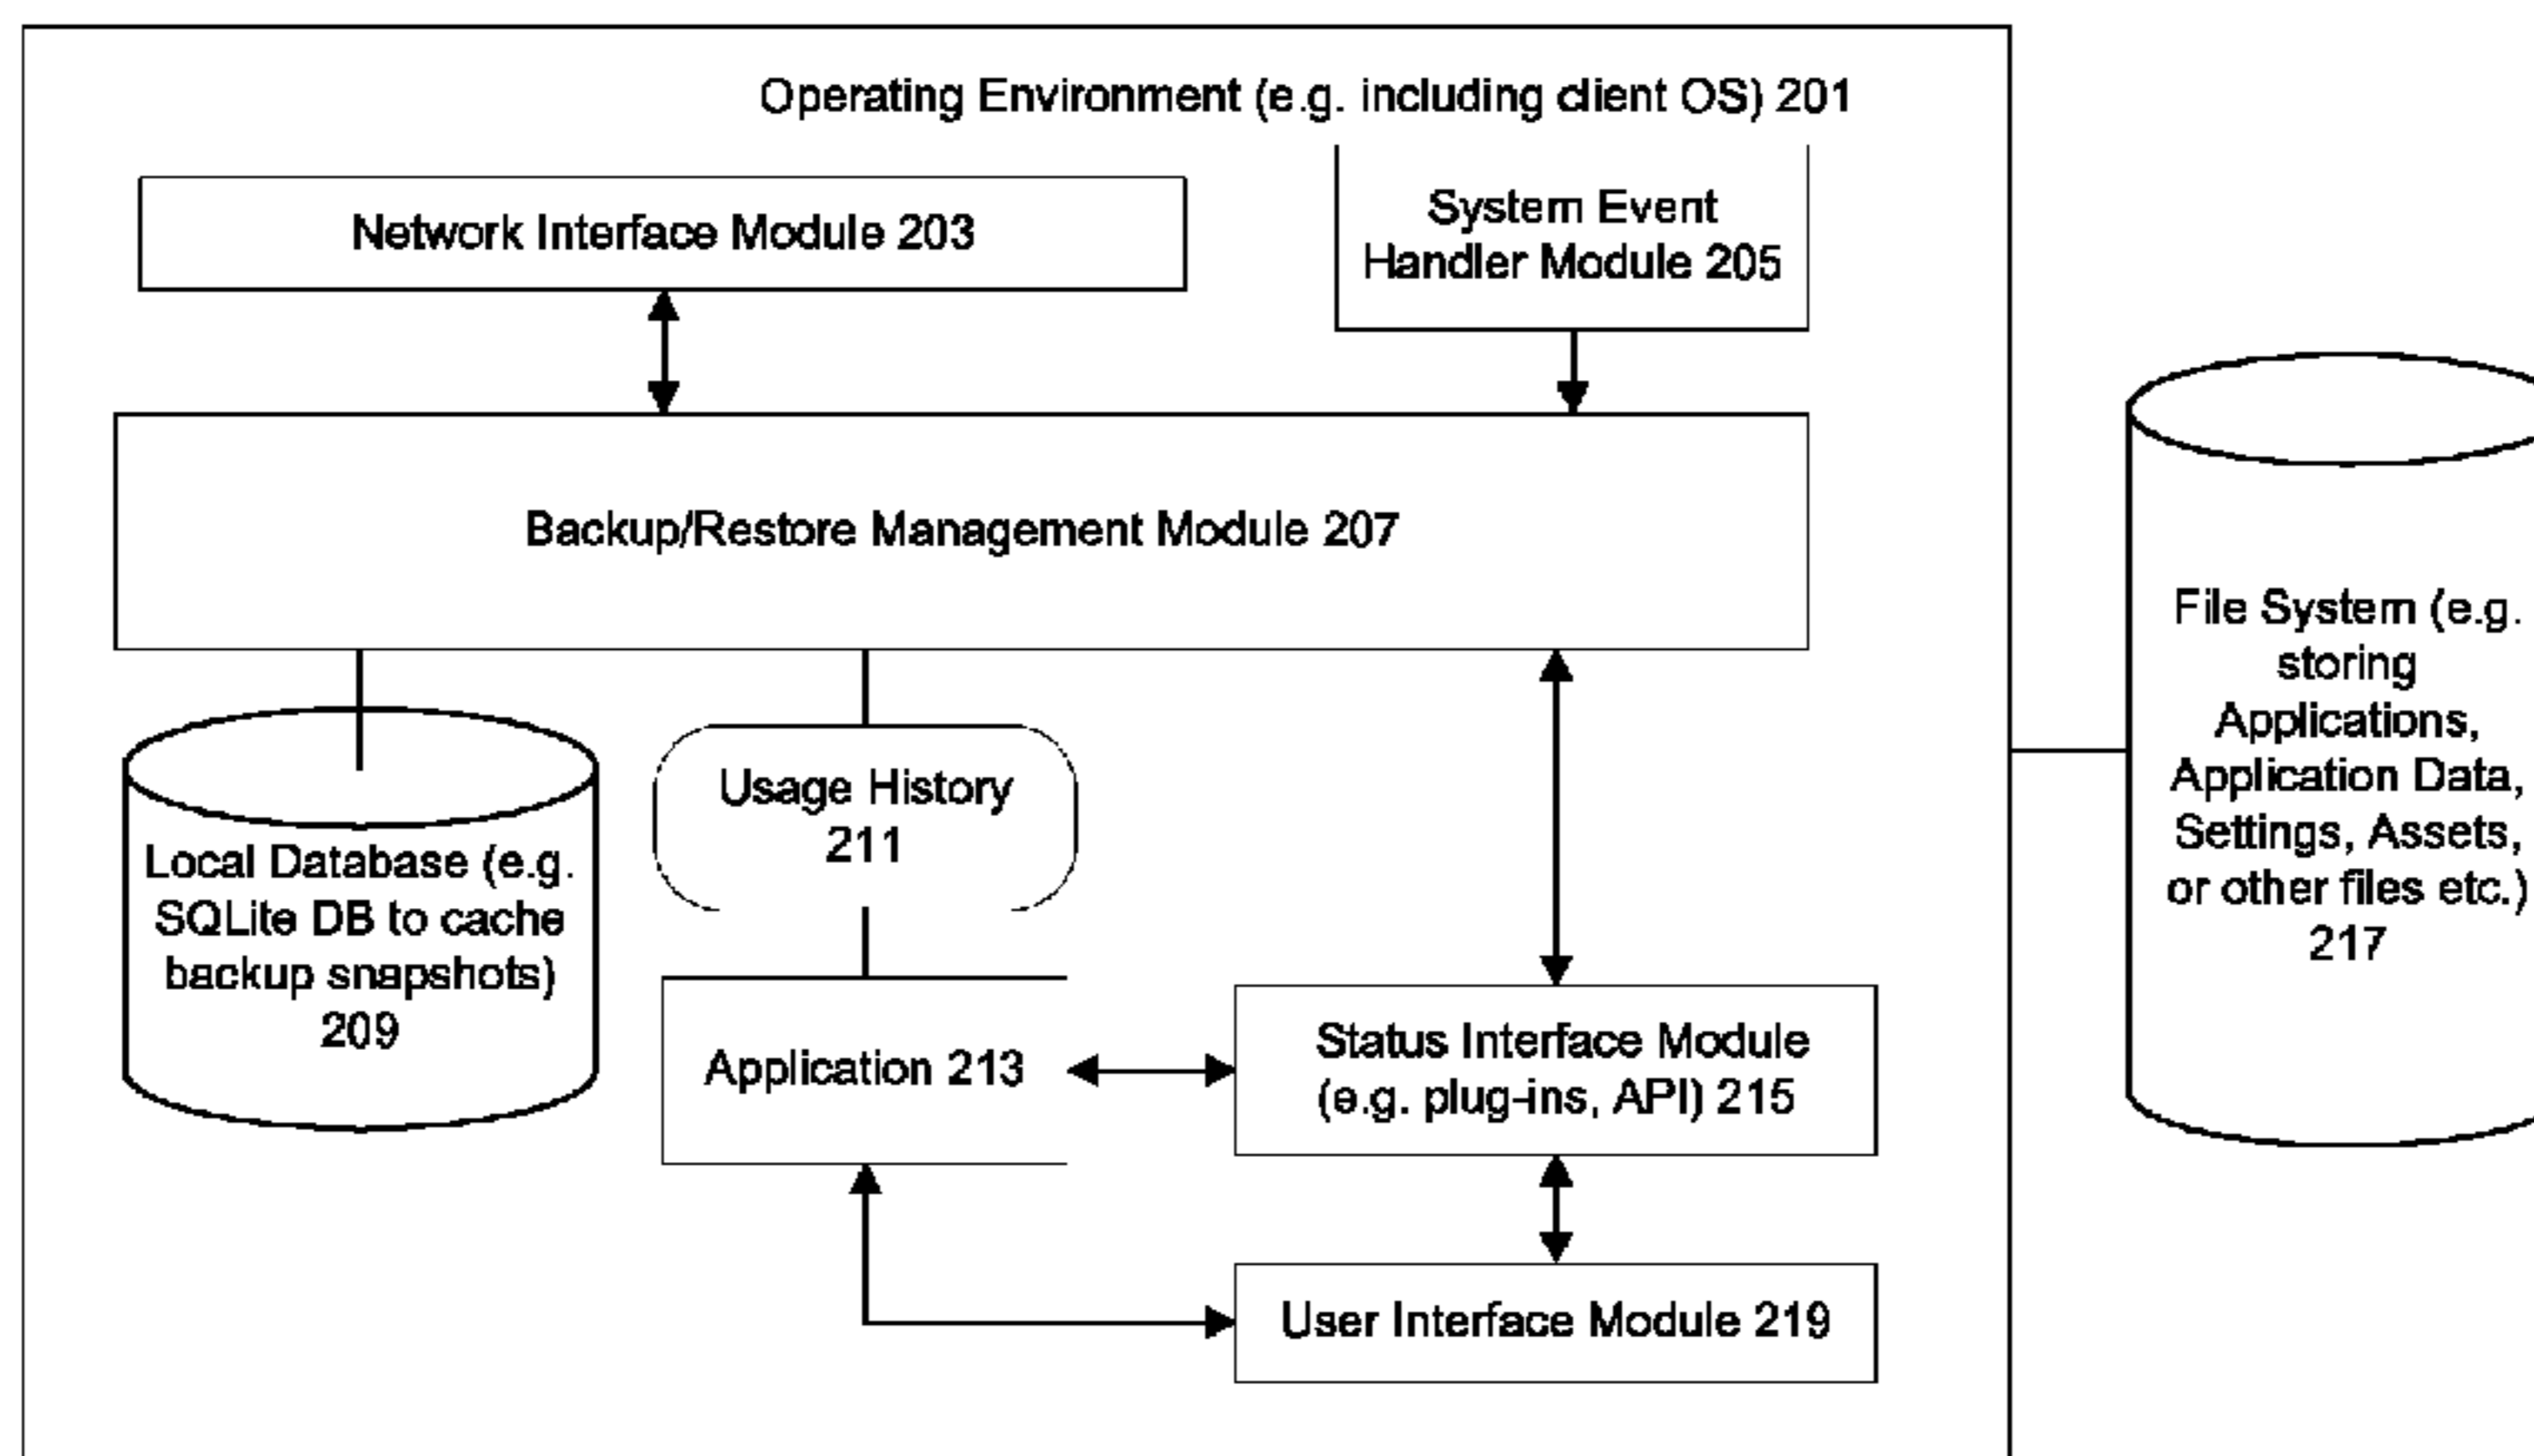 Operating Environment (e.g. including client OS) 201
Network Interface Module 203
System Event
Handler Module 205
Backup/Restore Management Module 207
Usage History
211
Local Database (e.g.
SQLite DB to cache
backup snapshots)
209
Application 213
Status Interface Module
(e.g. plug-ins, API) 215
User Interface Module 219
File System (e.g.
storing
Applications,
Application Data,
Settings, Assets,
or other files etc.)
217